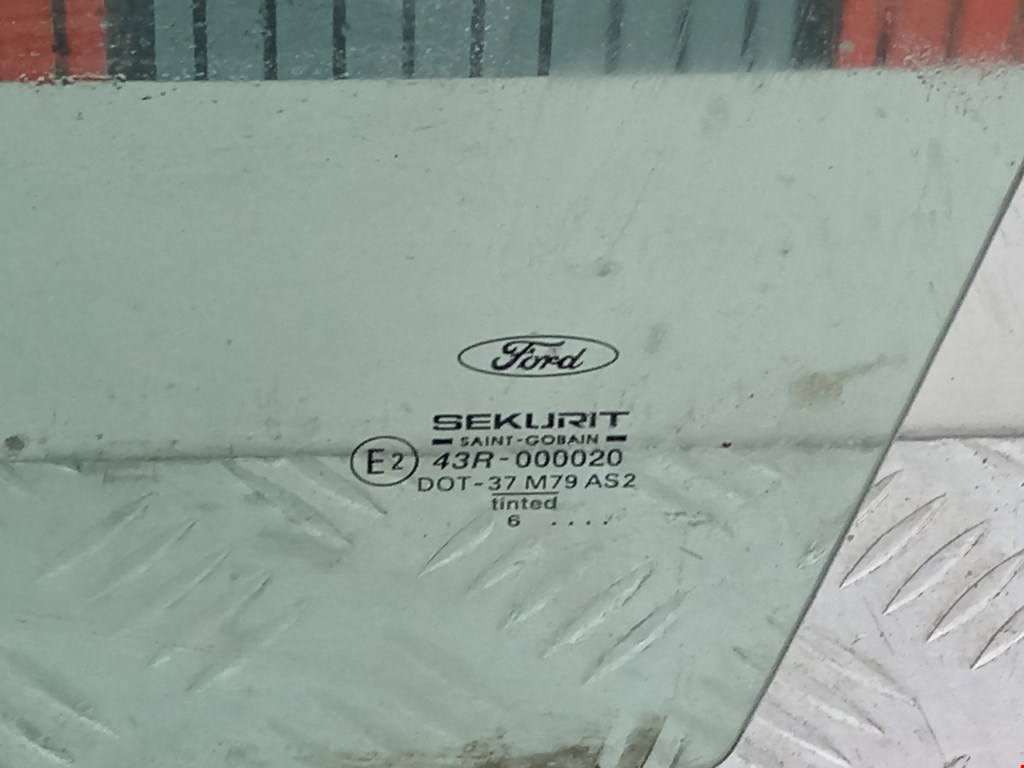 Ford
SEKURIT
SAINT-GOBAIN
E2 43R-000020
DOT-37 M79 AS2
tinted
6 ....